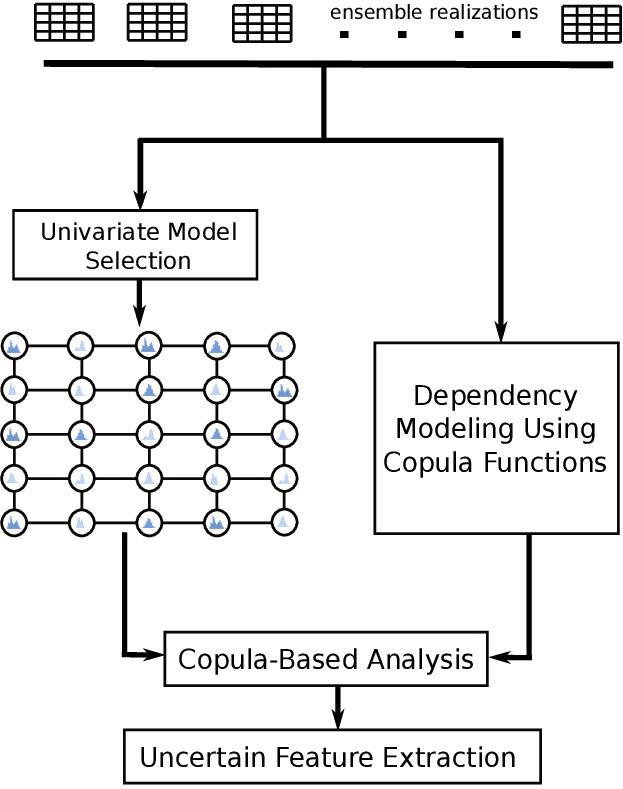 ensemble realizations
Univariate Model
Selection
Dependency
Modeling Using
Copula Functions
Copula-Based Analysis
Uncertain Feature Extraction